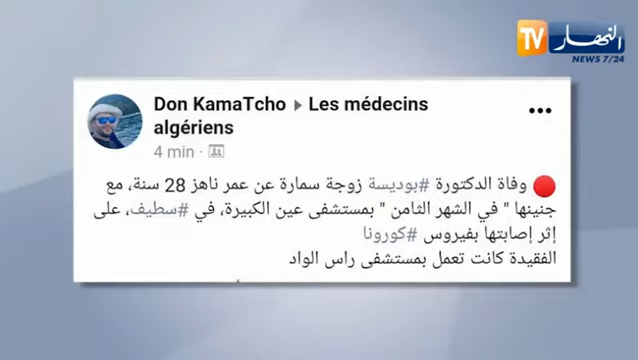 النهار TV
NEWS 7/24
Don KamaTcho ▸ Les médecins
algériens
4 min ·
🔴 وفاة الدكتورة #بوديسة زوجة سمارة عن عمر ناهز 28 سنة، مع
جنينها " في الشهر الثامن " بمستشفى عين الكبيرة، في #سطيف، على
إثر إصابتها بفيروس #كورونا
الفقيدة كانت تعمل بمستشفى راس الواد